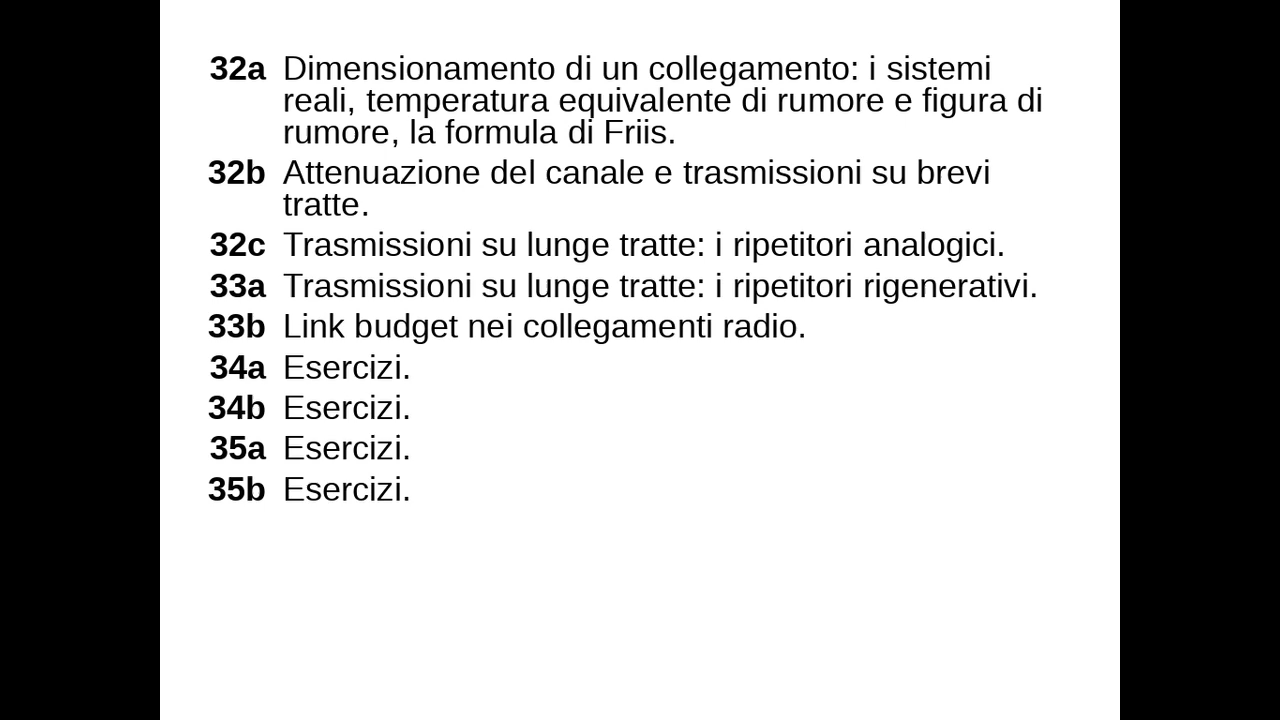 32a Dimensionamento di un collegamento: i sistemi
reali, temperatura equivalente di rumore e figura di
rumore, la formula di Friis.
32b Attenuazione del canale e trasmissioni su brevi
tratte.
32c Trasmissioni su lunge tratte: i ripetitori analogici.
33a Trasmissioni su lunge tratte: i ripetitori rigenerativi.
33b Link budget nei collegamenti radio.
34a Esercizi.
34b Esercizi.
35a Esercizi.
35b Esercizi.